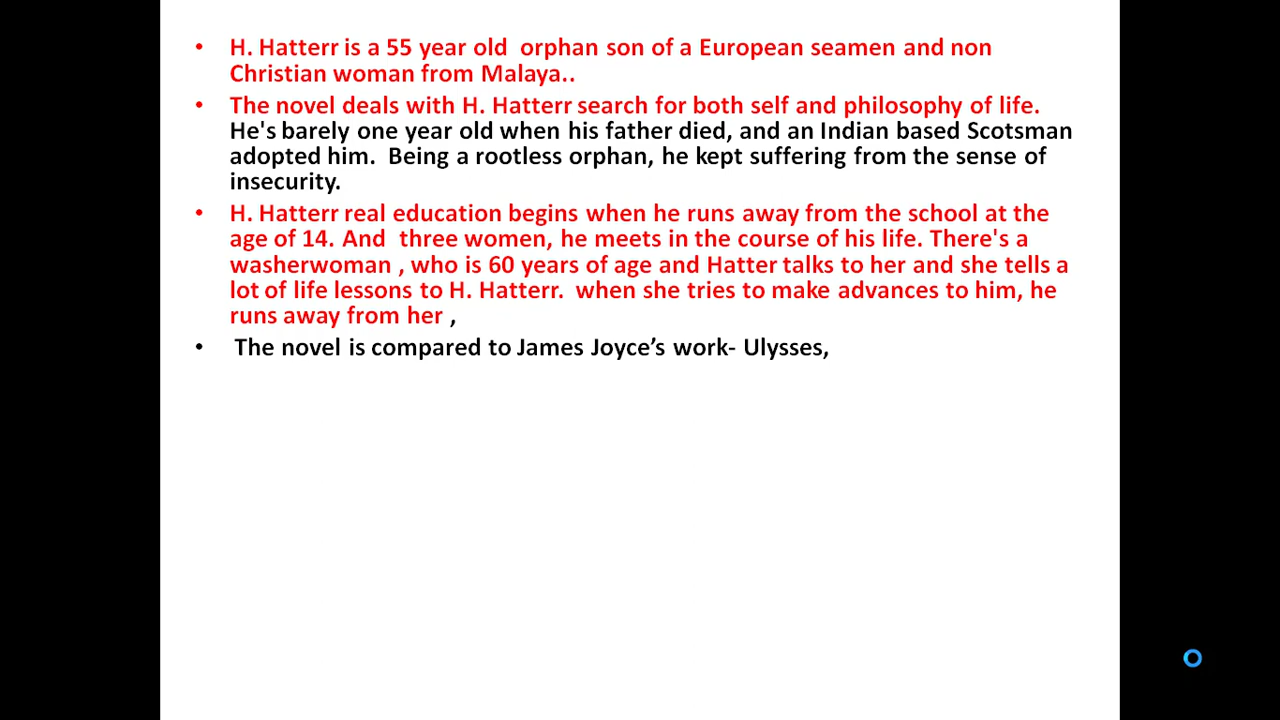 • H. Hatterr is a 55 year old  orphan son of a European seamen and non
Christian woman from Malaya..
• The novel deals with H. Hatterr search for both self and philosophy of life.
He's barely one year old when his father died, and an Indian based Scotsman
adopted him.  Being a rootless orphan, he kept suffering from the sense of
insecurity.
• H. Hatterr real education begins when he runs away from the school at the
age of 14. And  three women, he meets in the course of his life. There's a
washerwoman , who is 60 years of age and Hatter talks to her and she tells a
lot of life lessons to H. Hatterr.  when she tries to make advances to him, he
runs away from her ,
• The novel is compared to James Joyce’s work- Ulysses,